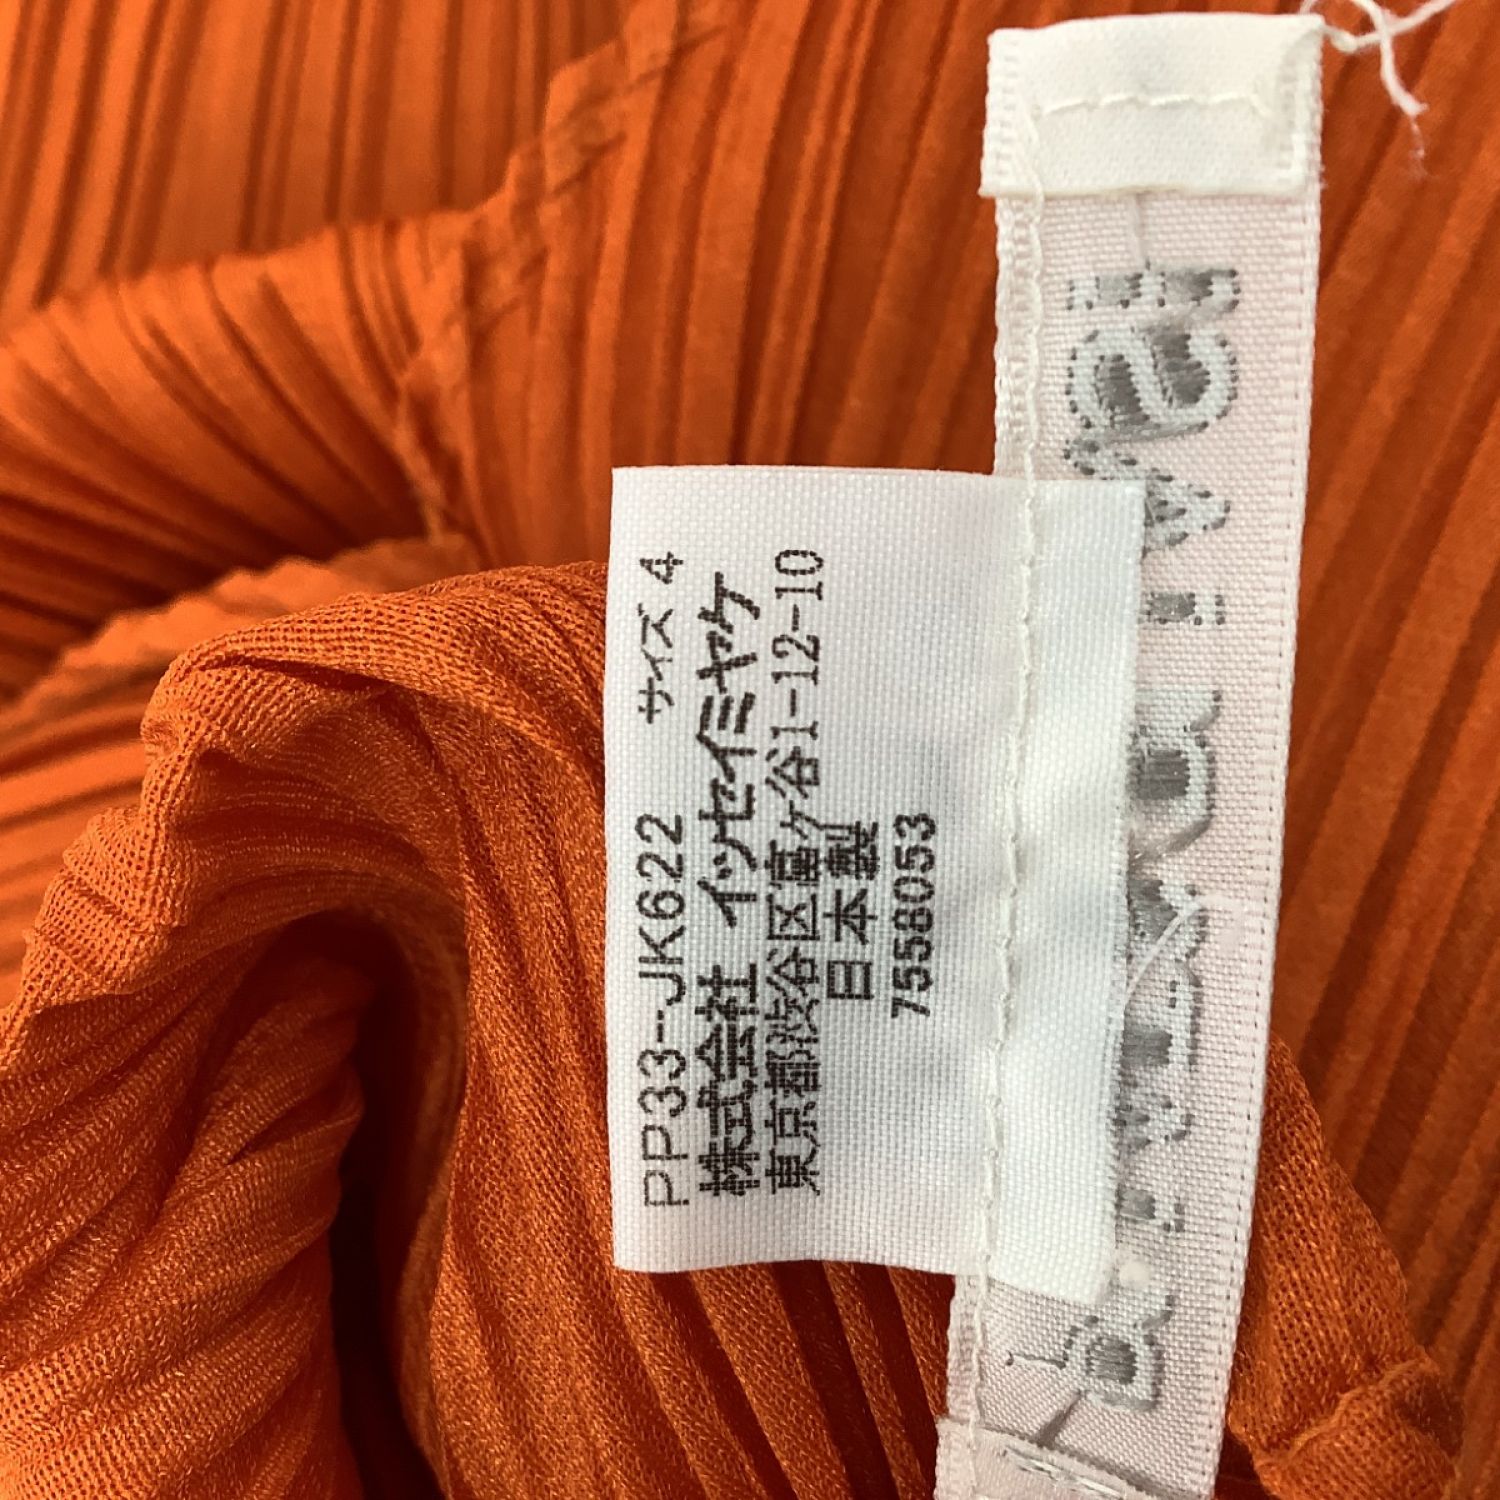 PP33--JK622 サイズ 4
株式会社 イッセイミヤケ
東京都渋谷区富ヶ谷1-12-10
日本製
7558053